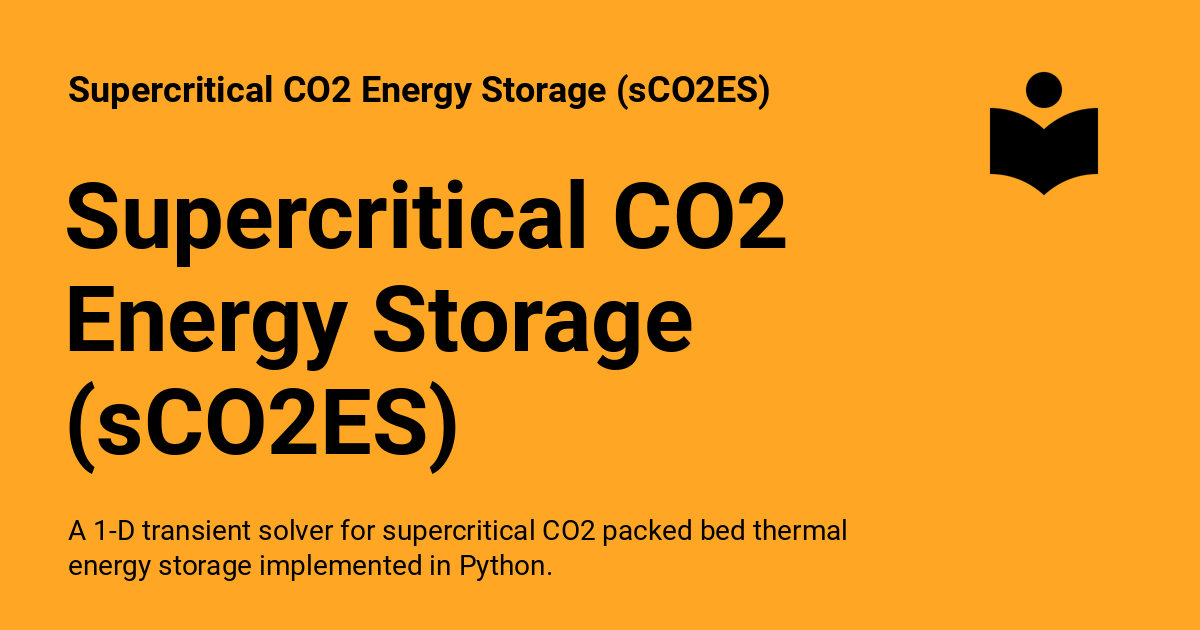 Supercritical CO2 Energy Storage (sCO2ES)
Supercritical CO2
Energy Storage
(sCO2ES)
A 1-D transient solver for supercritical CO2 packed bed thermal
energy storage implemented in Python.